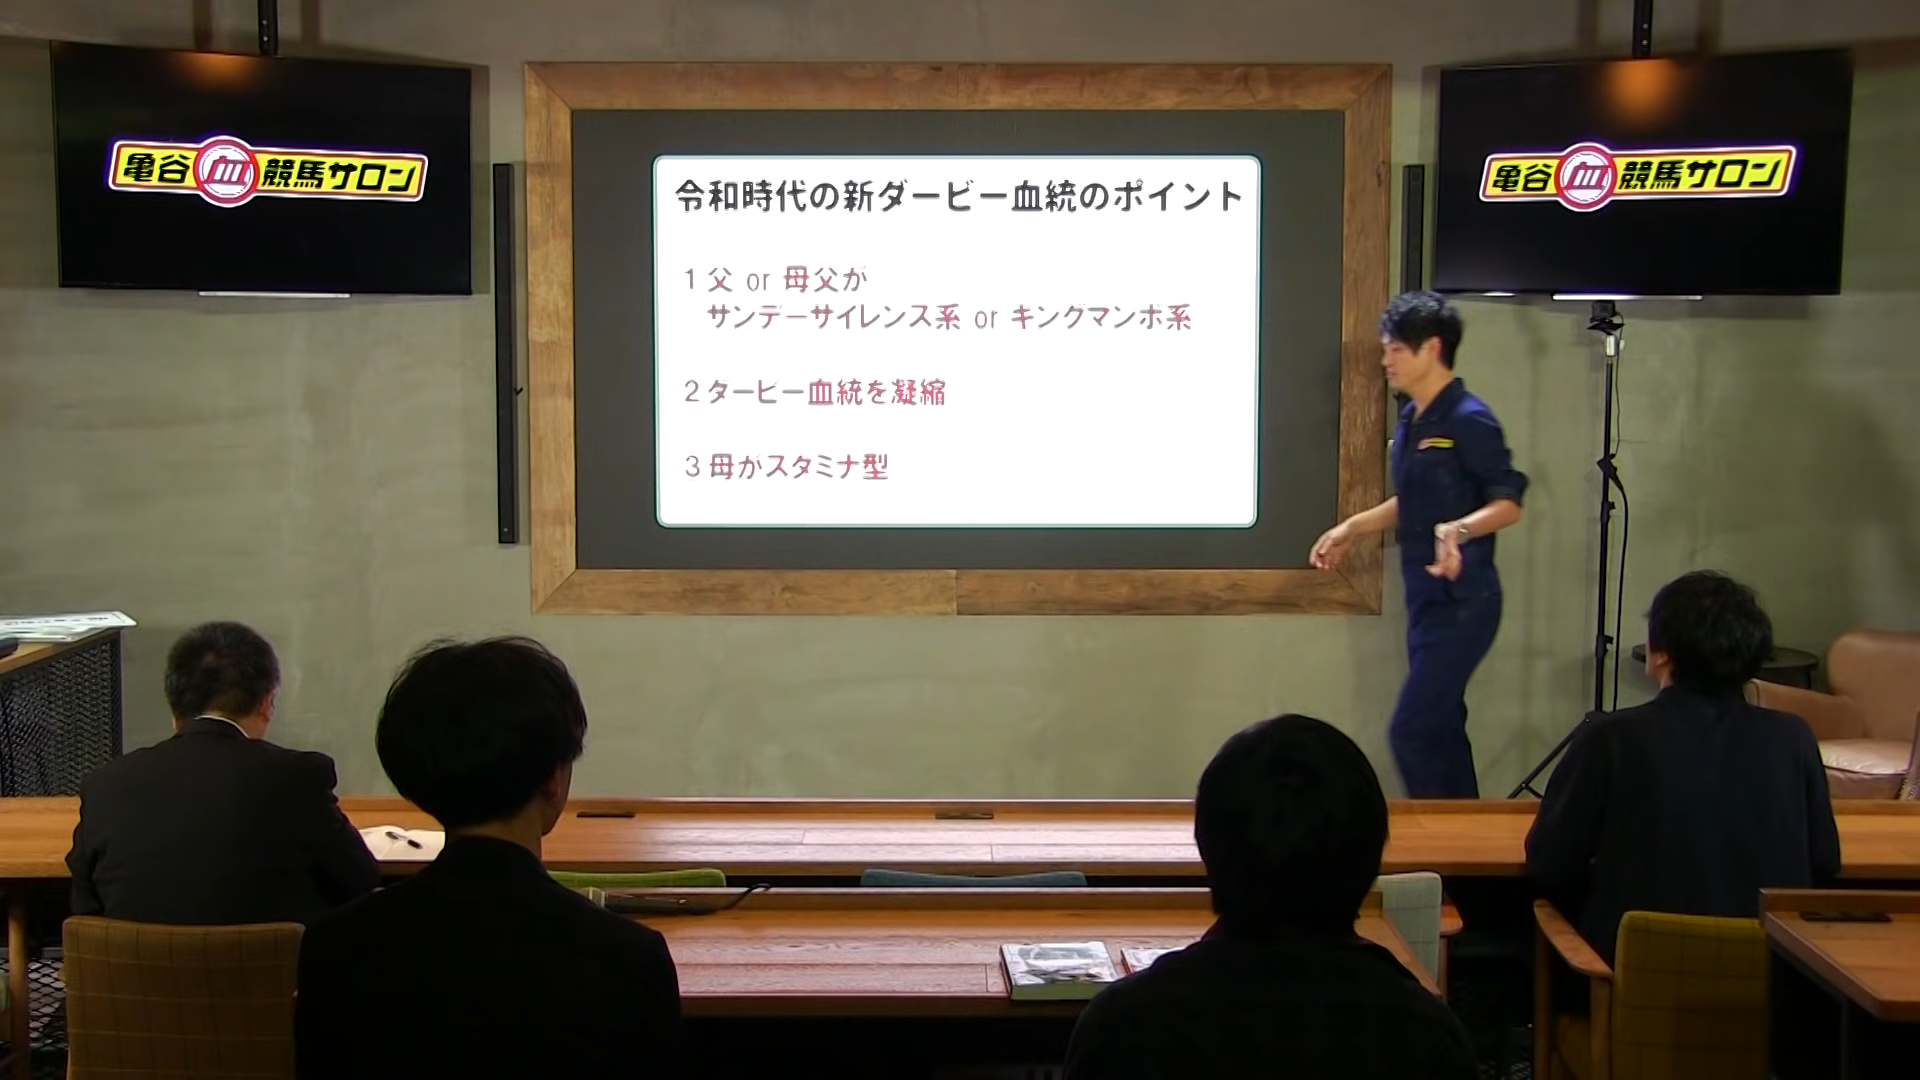 亀谷血競馬サロン
令和時代の新ダービー血統のポイント
1 父 or 母父が
サンデーサイレンス系 or キングマンボ系
2 ダービー血統を凝縮
3 母がスタミナ型
亀谷血競馬サロン